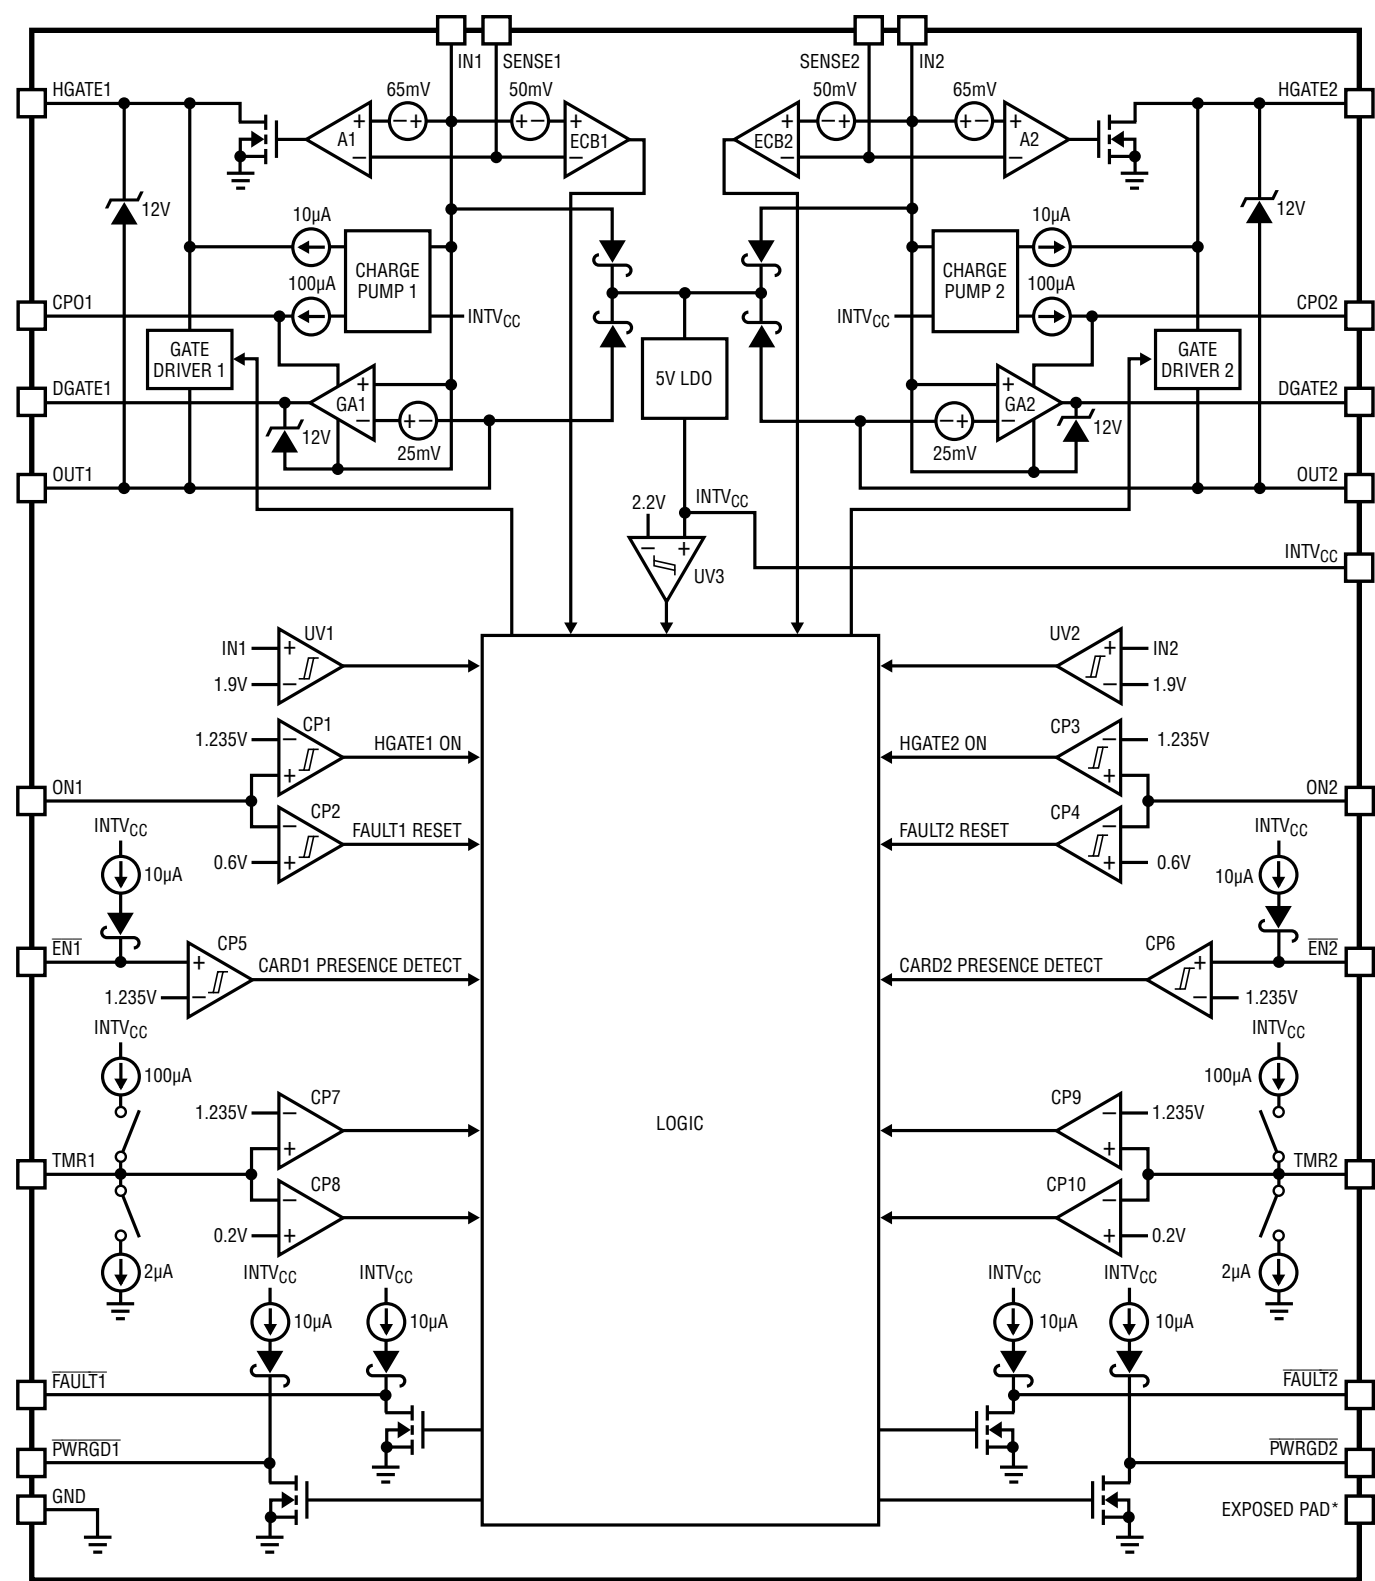 IN1 SENSE1 SENSE2 IN2
HGATE1 65mV 50mV 50mV 65mV HGATE2
+ − + + − + + − + + − +
A1 ECB1 ECB2 A2
− − − −
12V 10µA 10µA 12V
CHARGE PUMP 1
CHARGE PUMP 2
100µA 100µA
CPO1 INTVCC INTVCC CPO2
GATE DRIVER 1
5V LDO
GATE DRIVER 2
DGATE1 + GA1 − + − + GA2 − − + DGATE2
12V 25mV 25mV 12V
OUT1 OUT2
2.2V INTVCC
− +
UV3
INTVCC
UV1 UV2
IN1 + + IN2
1.9V − − 1.9V
CP1 CP3
1.235V − HGATE1 ON HGATE2 ON − 1.235V
+ +
ON1 ON2
CP2 CP4
− FAULT1 RESET FAULT2 RESET −
0.6V + + 0.6V
INTVCC INTVCC
10µA 10µA
EN1 CP5 CP6 EN2
+ CARD1 PRESENCE DETECT CARD2 PRESENCE DETECT +
1.235V − − 1.235V
INTVCC INTVCC
100µA 100µA
CP7 CP9
1.235V − − 1.235V
+ LOGIC +
TMR1 TMR2
CP8 CP10
− −
0.2V + + 0.2V
2µA INTVCC INTVCC INTVCC INTVCC 2µA
10µA 10µA 10µA 10µA
FAULT1 FAULT2
PWRGD1 PWRGD2
GND EXPOSED PAD*